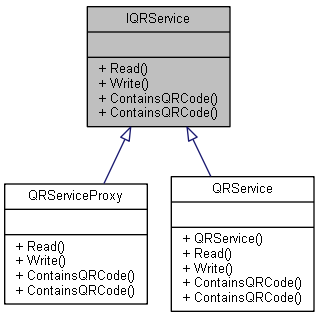 IQRService
+ Read()
+ Write()
+ ContainsQRCode()
+ ContainsQRCode()
QRServiceProxy
+ Read()
+ Write()
+ ContainsQRCode()
+ ContainsQRCode()
QRService
+ QRService()
+ Read()
+ Write()
+ ContainsQRCode()
+ ContainsQRCode()